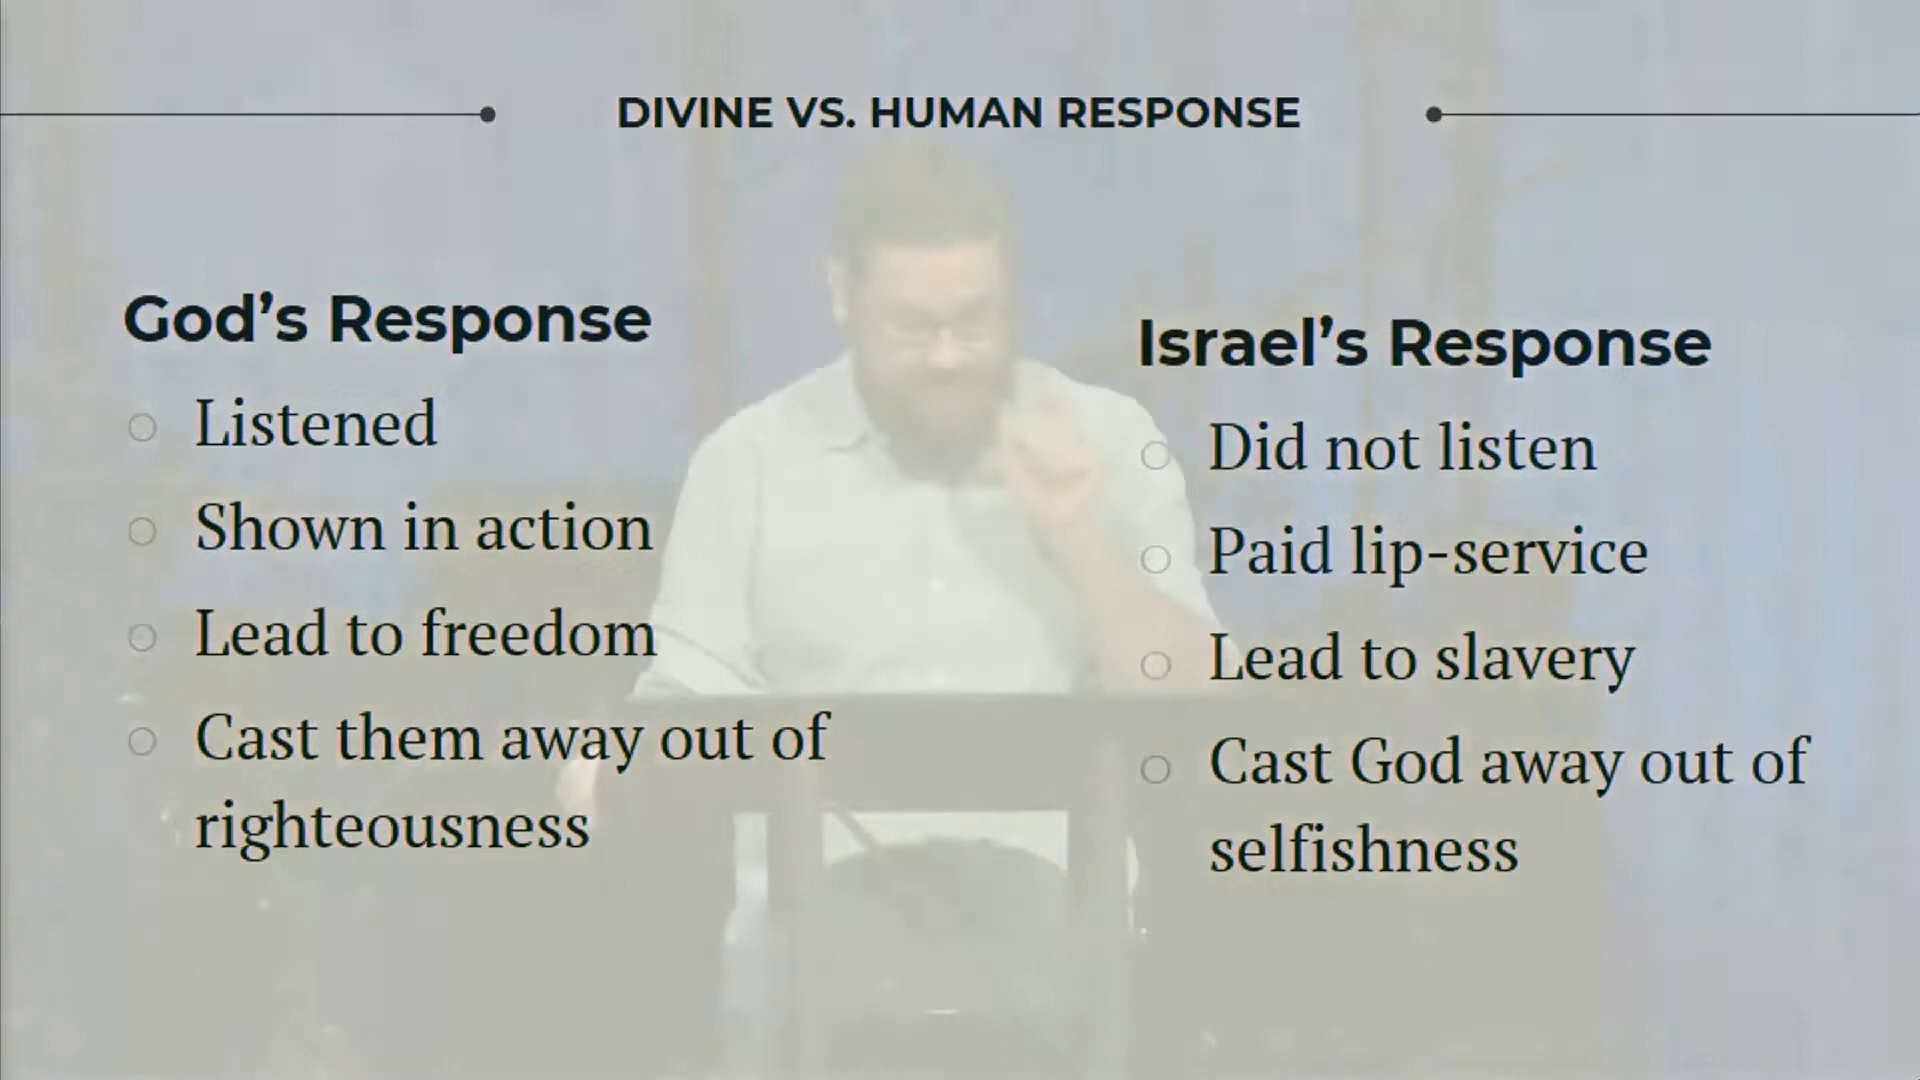 DIVINE VS. HUMAN RESPONSE
God's Response
Listened
Shown in action
Lead to freedom
Cast them away out of
righteousness
Israel's Response
Did not listen
Paid lip-service
Lead to slavery
Cast God away out of
selfishness